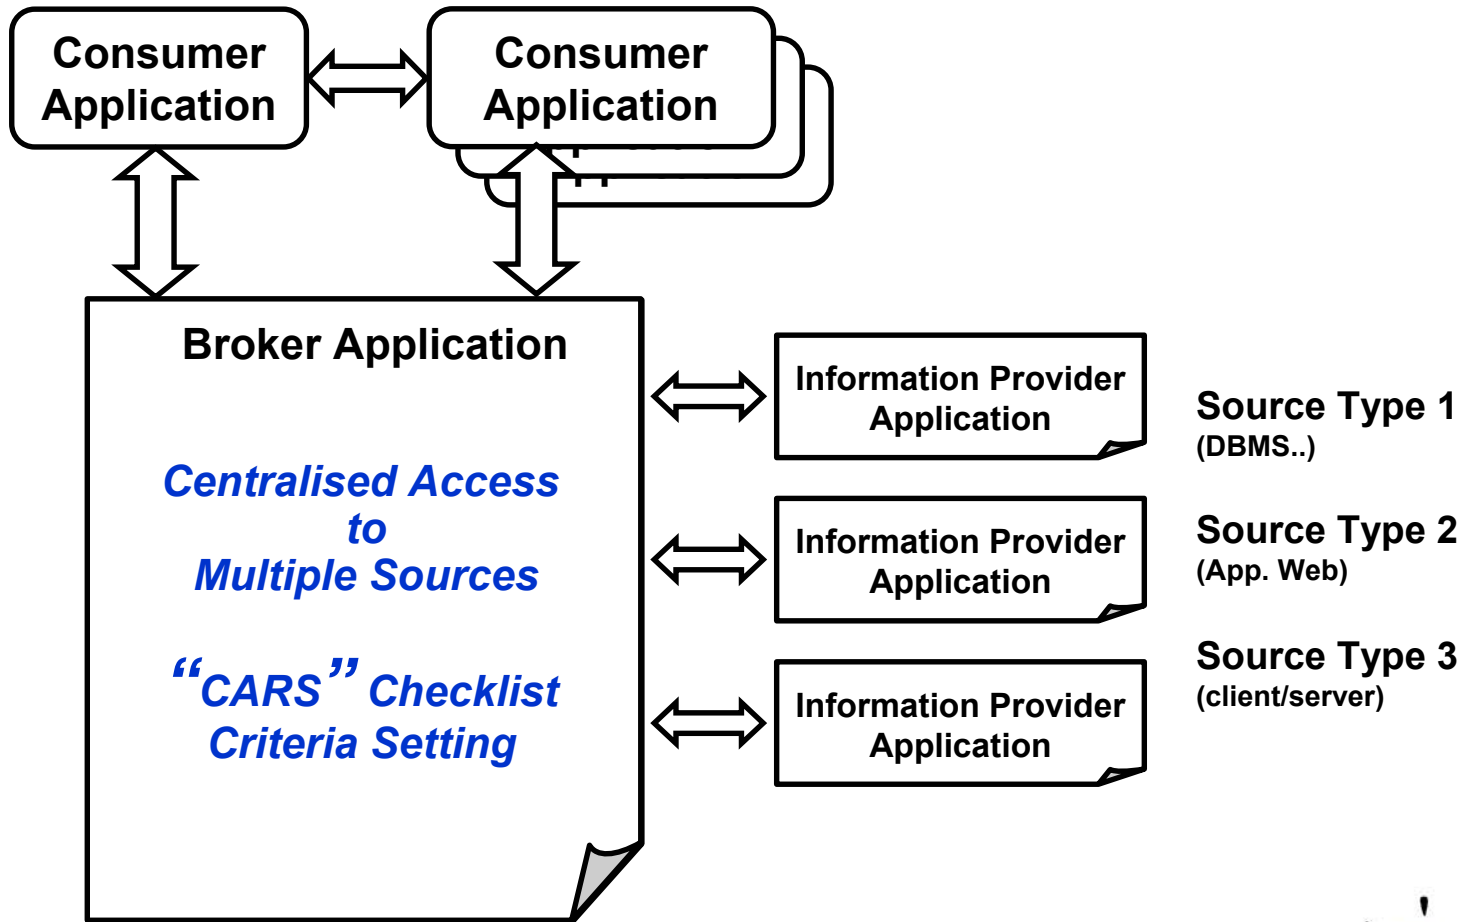 Consumer
Application
Consumer
Application
Broker Application
Centralised Access
to
Multiple Sources
“CARS” Checklist
Criteria Setting
Information Provider
Application
Source Type 1
(DBMS..)
Information Provider
Application
Source Type 2
(App. Web)
Information Provider
Application
Source Type 3
(client/server)